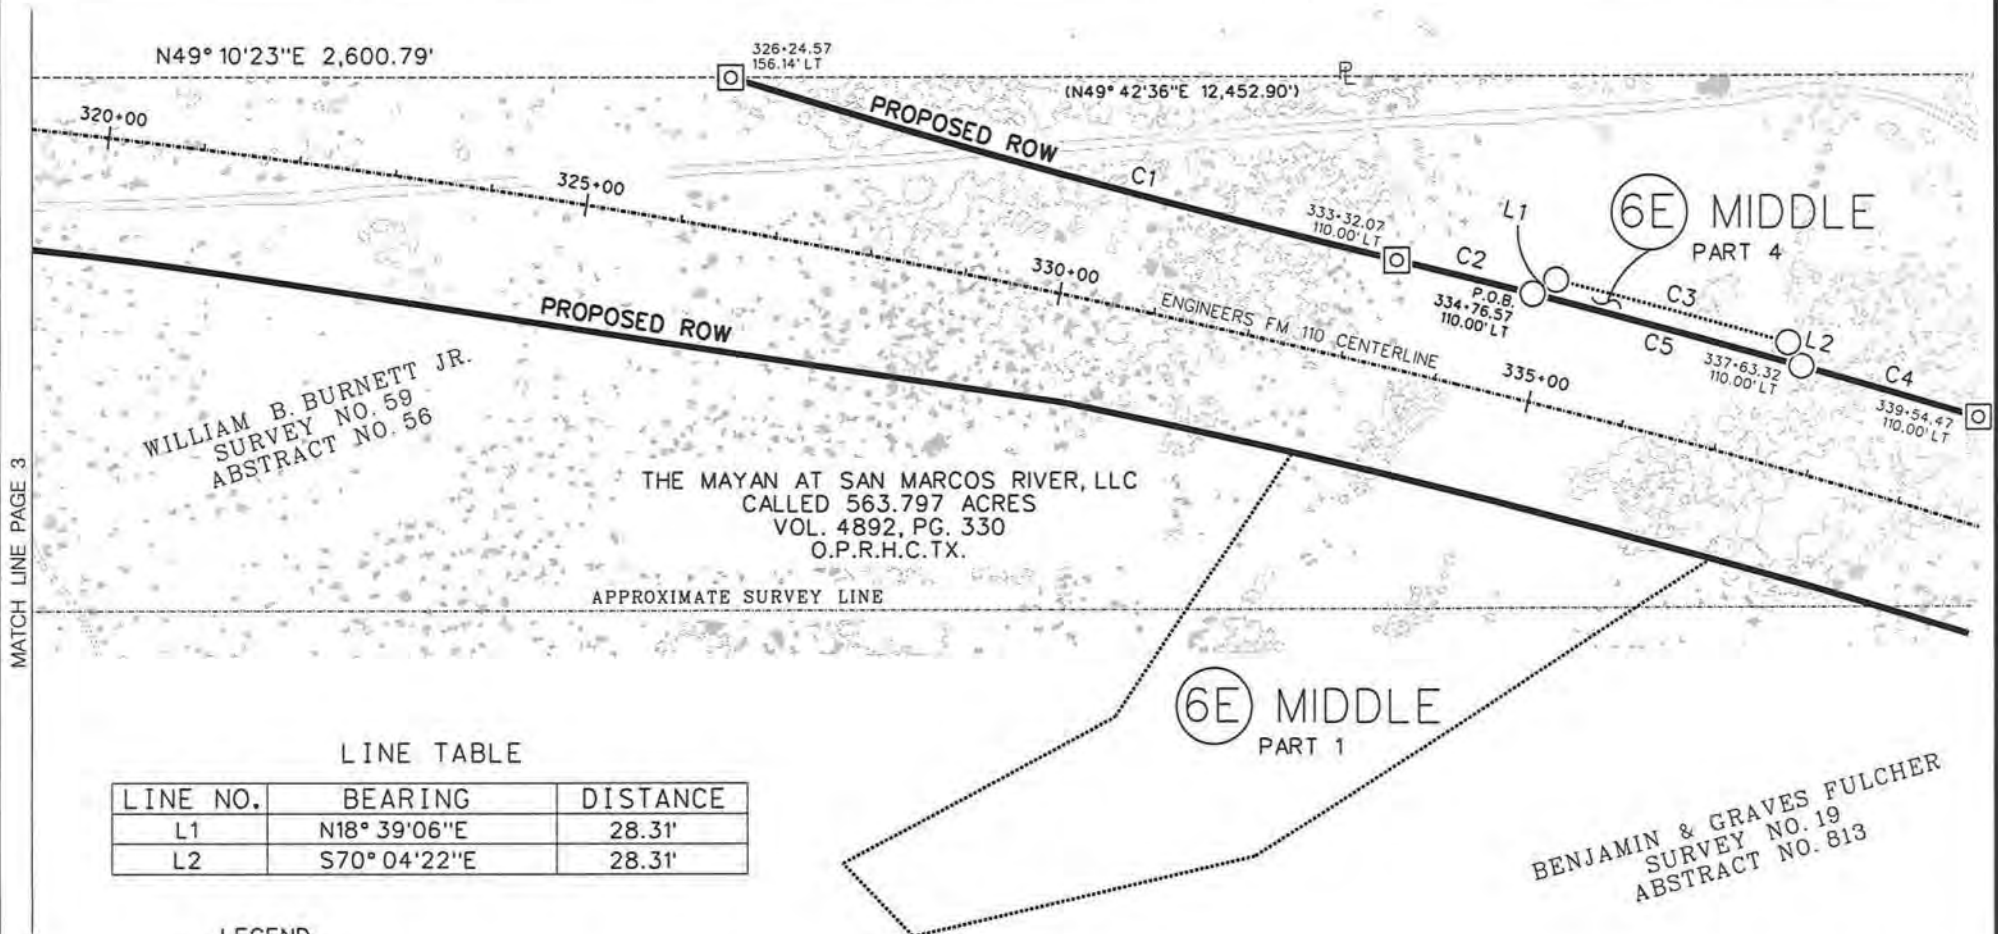 N49° 10'23"E 2,600.79'
326+24.57
156.14' LT
PL
(N49° 42'36"E 12,452.90')
320+00
PROPOSED ROW
C1
325+00
333+32.07
110.00' LT
L1
6E MIDDLE
PART 4
C2
330+00
C3
P.O.B.
334+76.57
110.00' LT
ENGINEERS FM 110 CENTERLINE
PROPOSED ROW
C5
L2
337+63.32
110.00' LT
C4
335+00
339+54.47
110.00' LT
WILLIAM B. BURNETT JR.
SURVEY NO. 59
ABSTRACT NO. 56
MATCH LINE PAGE 3
THE MAYAN AT SAN MARCOS RIVER, LLC
CALLED 563.797 ACRES
VOL. 4892, PG. 330
O.P.R.H.C.TX.
APPROXIMATE SURVEY LINE
6E MIDDLE
PART 1
LINE TABLE
LINE NO. BEARING DISTANCE
L1 N18° 39'06"E 28.31'
L2 S70° 04'22"E 28.31'
BENJAMIN & GRAVES FULCHER
SURVEY NO. 19
ABSTRACT NO. 813
LEGEND